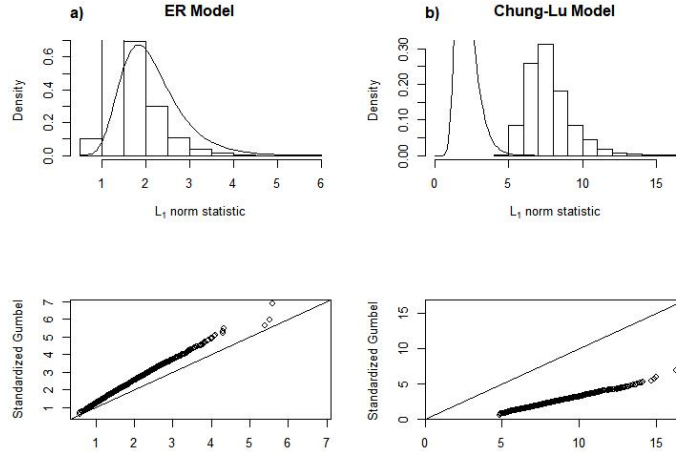 a) ER Model
Density
0.0 0.2 0.4 0.6
1 2 3 4 5 6
L1 norm statistic
b) Chung-Lu Model
Density
0.00 0.10 0.20 0.30
0 5 10 15
L1 norm statistic
Standardized Gumbel
1 2 3 4 5 6 7
1 2 3 4 5 6 7
Standardized Gumbel
0 5 10 15
0 5 10 15